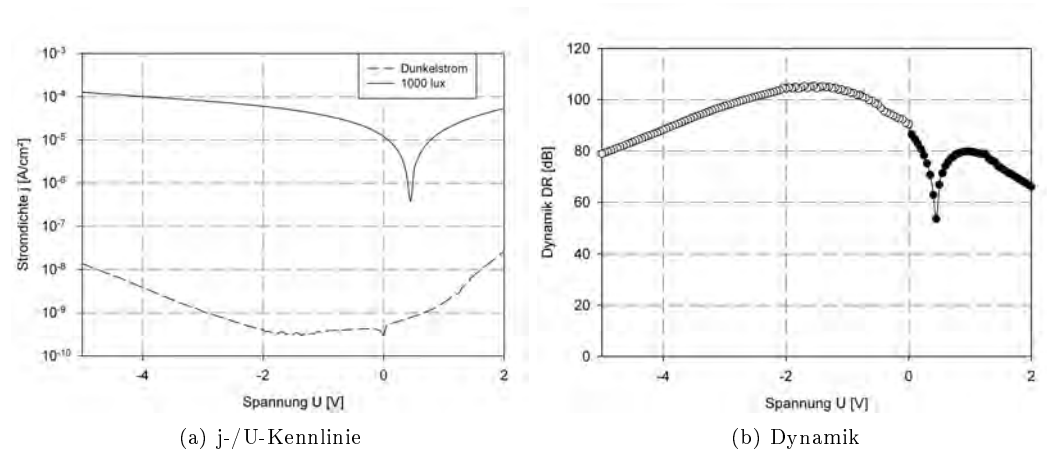 Stromdichte j [A/cm²]
10⁻³
10⁻⁴
10⁻⁵
10⁻⁶
10⁻⁷
10⁻⁸
10⁻⁹
10⁻¹⁰
Dunkelstrom
1000 lux
-4
-2
0
2
Spannung U [V]
(a) j-/U-Kennlinie
Dynamik DR [dB]
120
100
80
60
40
20
0
-4
-2
0
2
Spannung U [V]
(b) Dynamik